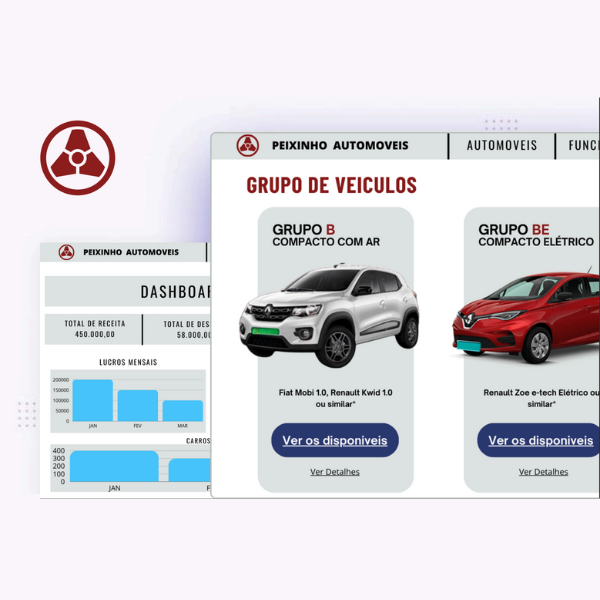 PEIXINHO AUTOMOVEIS
AUTOMOVEIS
GRUPO DE VEICULOS
GRUPO B
COMPACTO COM AR
Fiat Mobi 1.0, Renault Kwid 1.0
ou similar*
Ver os disponiveis
Ver Detalhes
GRUPO BE
COMPACTO ELÉTRICO
Renault Zoe e-tech Elétrico ou
similar*
Ver os disponiveis
Ver Detalhes
PEIXINHO AUTOMOVEIS
TOTAL DE RECEITA
450.000,00
TOTAL DE
58.000,00
LUCROS MENSAIS
200000
150000
100000
50000
0
JAN
FEV
MAR
CARROS
400
300
200
100
0
JAN